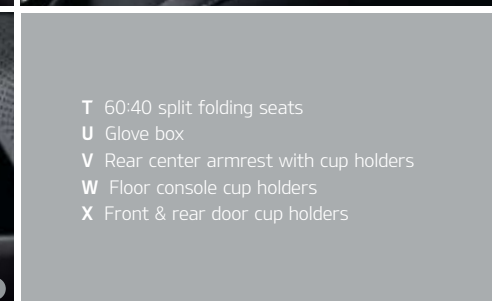 T 60:40 split folding seats
U Glove box
V Rear center armrest with cup holders
W Floor console cup holders
X Front & rear door cup holders